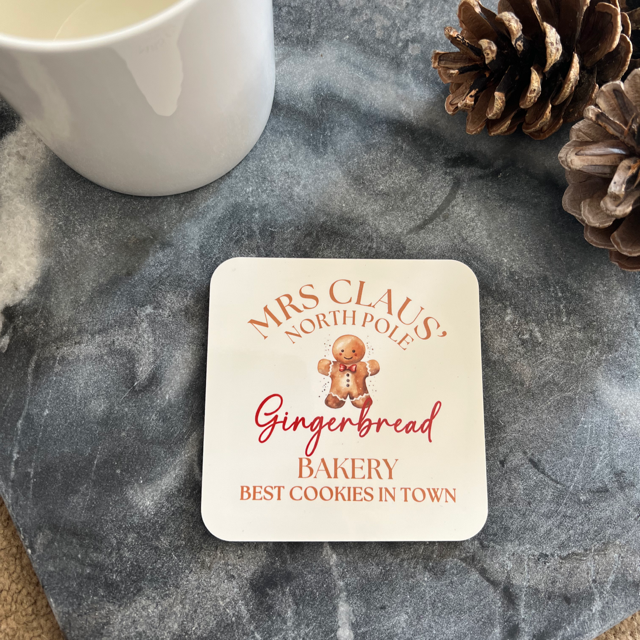 MRS CLAUS'
NORTH POLE
Gingerbread
BAKERY
BEST COOKIES IN TOWN